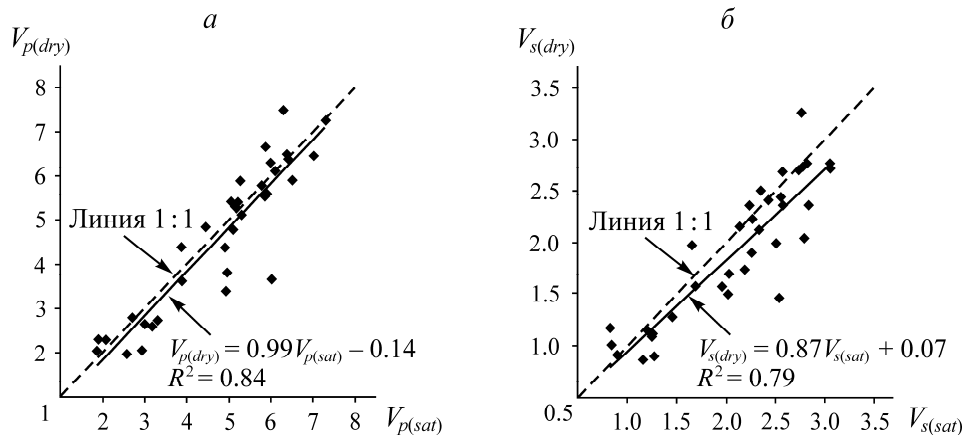 а
V_p(dry)
8
7
6
5
4
3
2
1
2 3 4 5 6 7 8
V_p(sat)
Линия 1 : 1
V_p(dry) = 0.99V_p(sat) – 0.14
R² = 0.84
б
V_s(dry)
3.5
3.0
2.5
2.0
1.5
1.0
0.5
1.0 1.5 2.0 2.5 3.0 3.5
V_s(sat)
Линия 1 : 1
V_s(dry) = 0.87V_s(sat) + 0.07
R² = 0.79